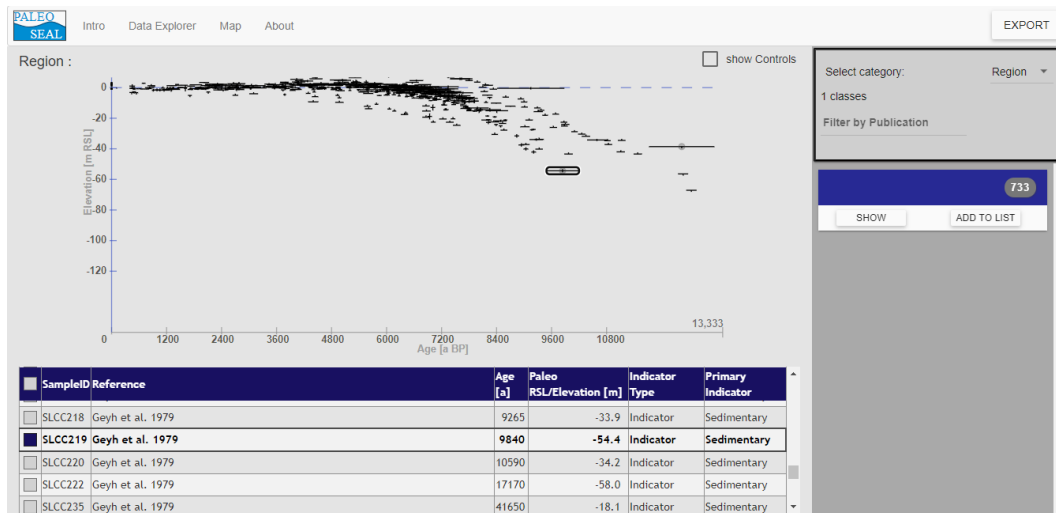 PALEO
SEAL
Intro Data Explorer Map About
EXPORT
Region :
show Controls
Select category: Region
1 classes
Filter by Publication
733
SHOW ADD TO LIST
0
-20
-40
-60
-80
-100
-120
Elevation [m RSL]
13,333
0 1200 2400 3600 4800 6000 7200 8400 9600 10800
Age [a BP]
SampleID Reference Age [a] Paleo RSL/Elevation [m] Indicator Type Primary Indicator
SLCC218 Geyh et al. 1979 9265 -33.9 Indicator Sedimentary
SLCC219 Geyh et al. 1979 9840 -54.4 Indicator Sedimentary
SLCC220 Geyh et al. 1979 10590 -34.2 Indicator Sedimentary
SLCC222 Geyh et al. 1979 17170 -58.0 Indicator Sedimentary
SLCC235 Geyh et al. 1979 41650 -18.1 Indicator Sedimentary